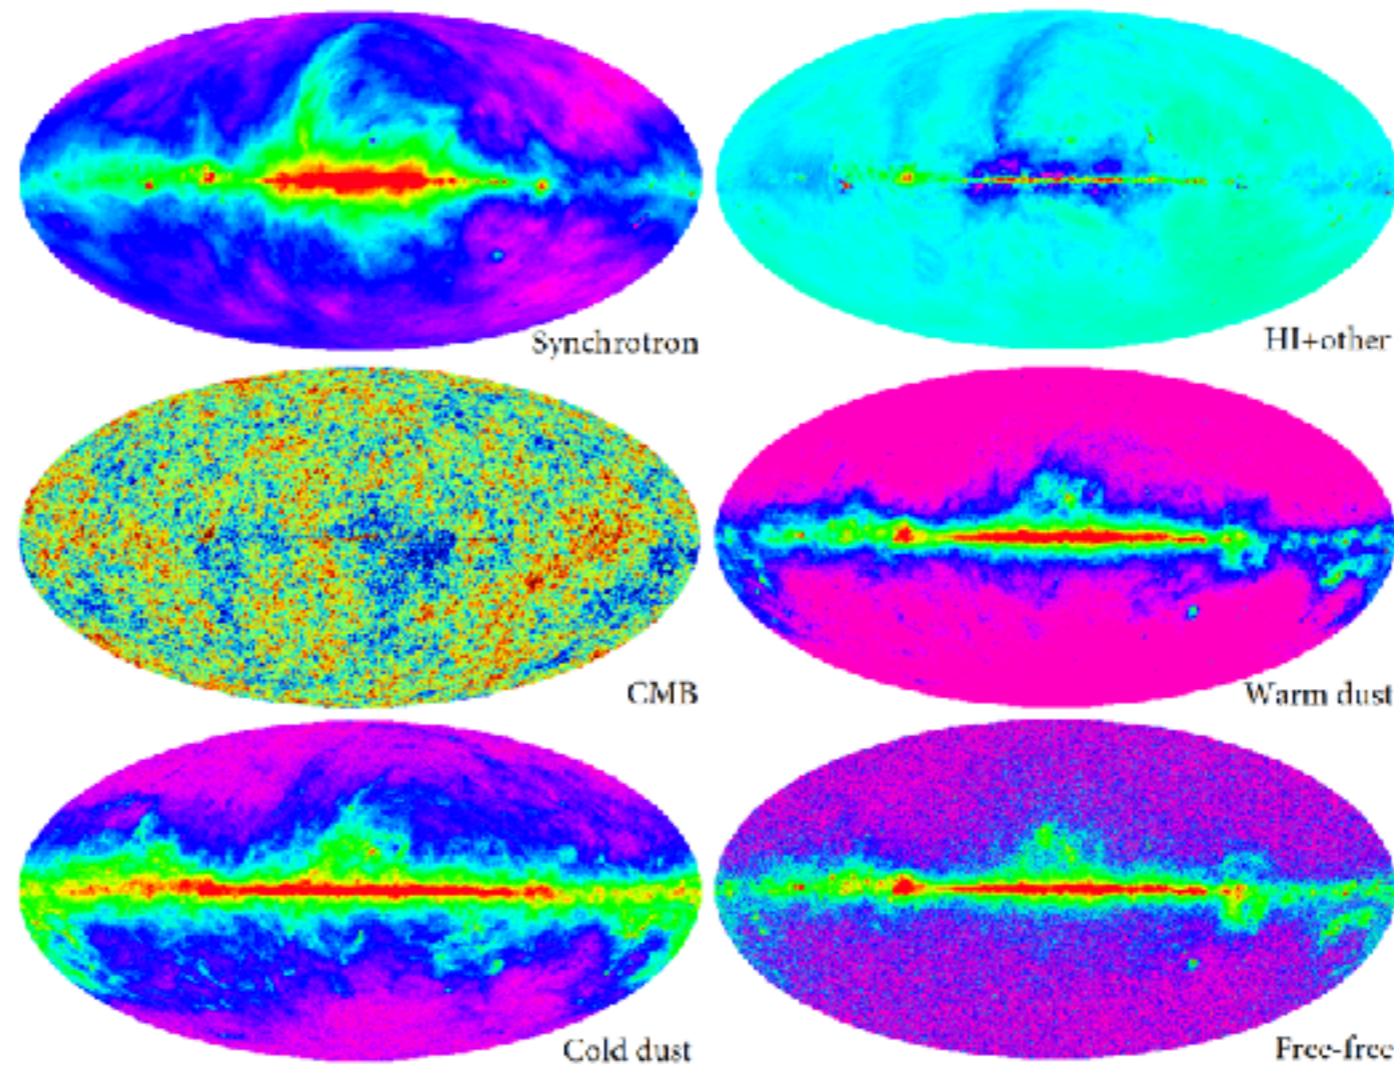 Synchrotron
HI+other
CMB
Warm dust
Cold dust
Free-free